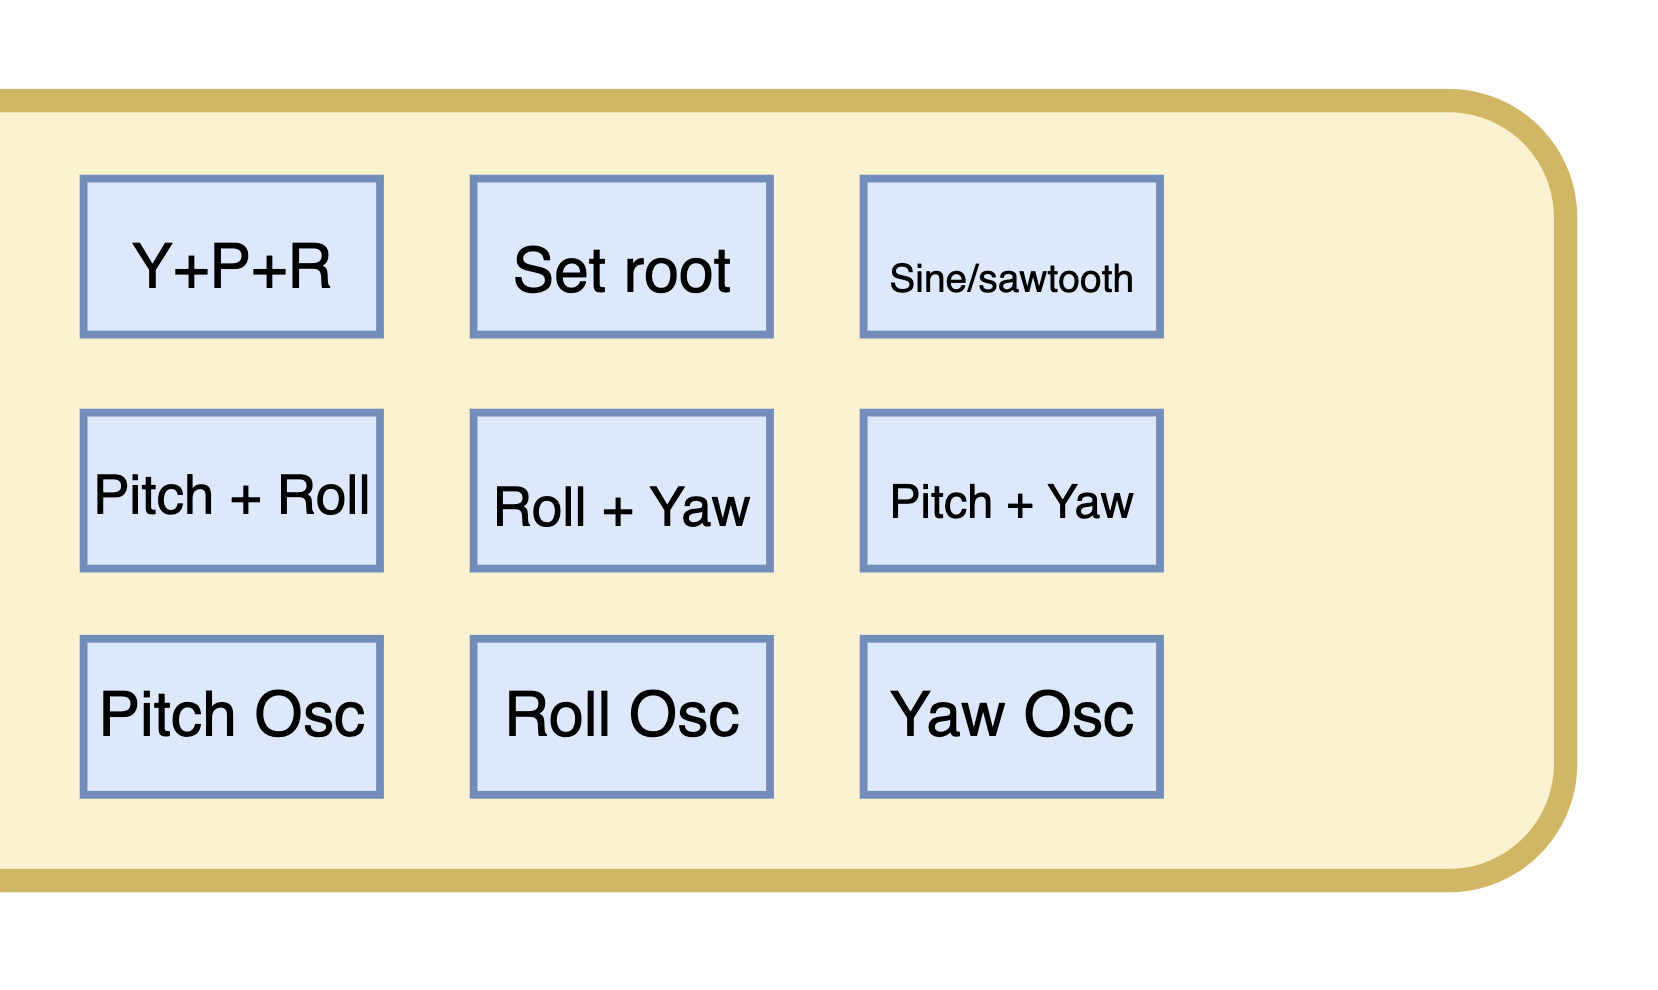 Y+P+R
Set root
Sine/sawtooth
Pitch + Roll
Roll + Yaw
Pitch + Yaw
Pitch Osc
Roll Osc
Yaw Osc